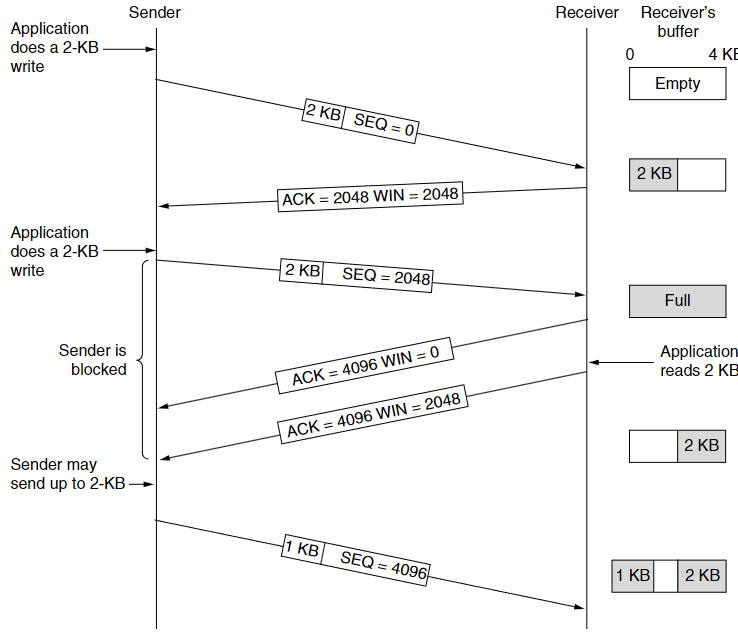 Sender
Receiver
Receiver's
buffer
Application
does a 2-KB
write
0
4 KB
Empty
2 KB SEQ = 0
2 KB
ACK = 2048 WIN = 2048
Application
does a 2-KB
write
2 KB SEQ = 2048
Full
Sender is
blocked
ACK = 4096 WIN = 0
Application
reads 2 KB
ACK = 4096 WIN = 2048
2 KB
Sender may
send up to 2-KB
1 KB SEQ = 4096
1 KB
2 KB